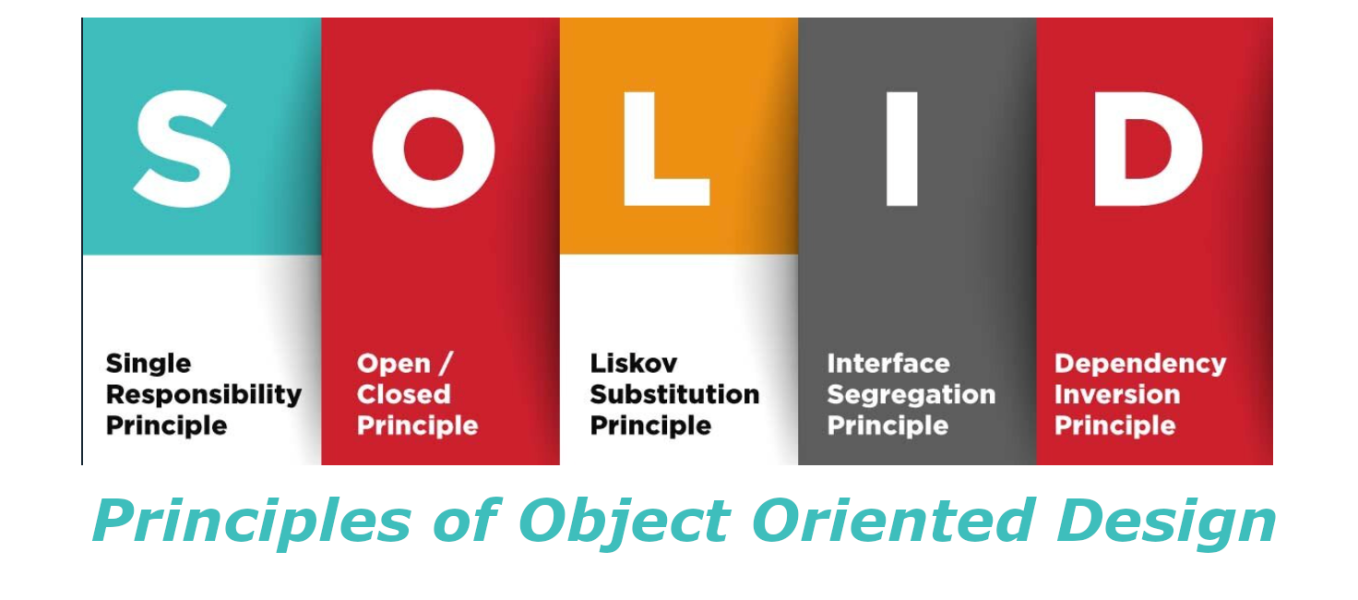 S O L I D
Single
Responsibility
Principle
Open /
Closed
Principle
Liskov
Substitution
Principle
Interface
Segregation
Principle
Dependency
Inversion
Principle
Principles of Object Oriented Design